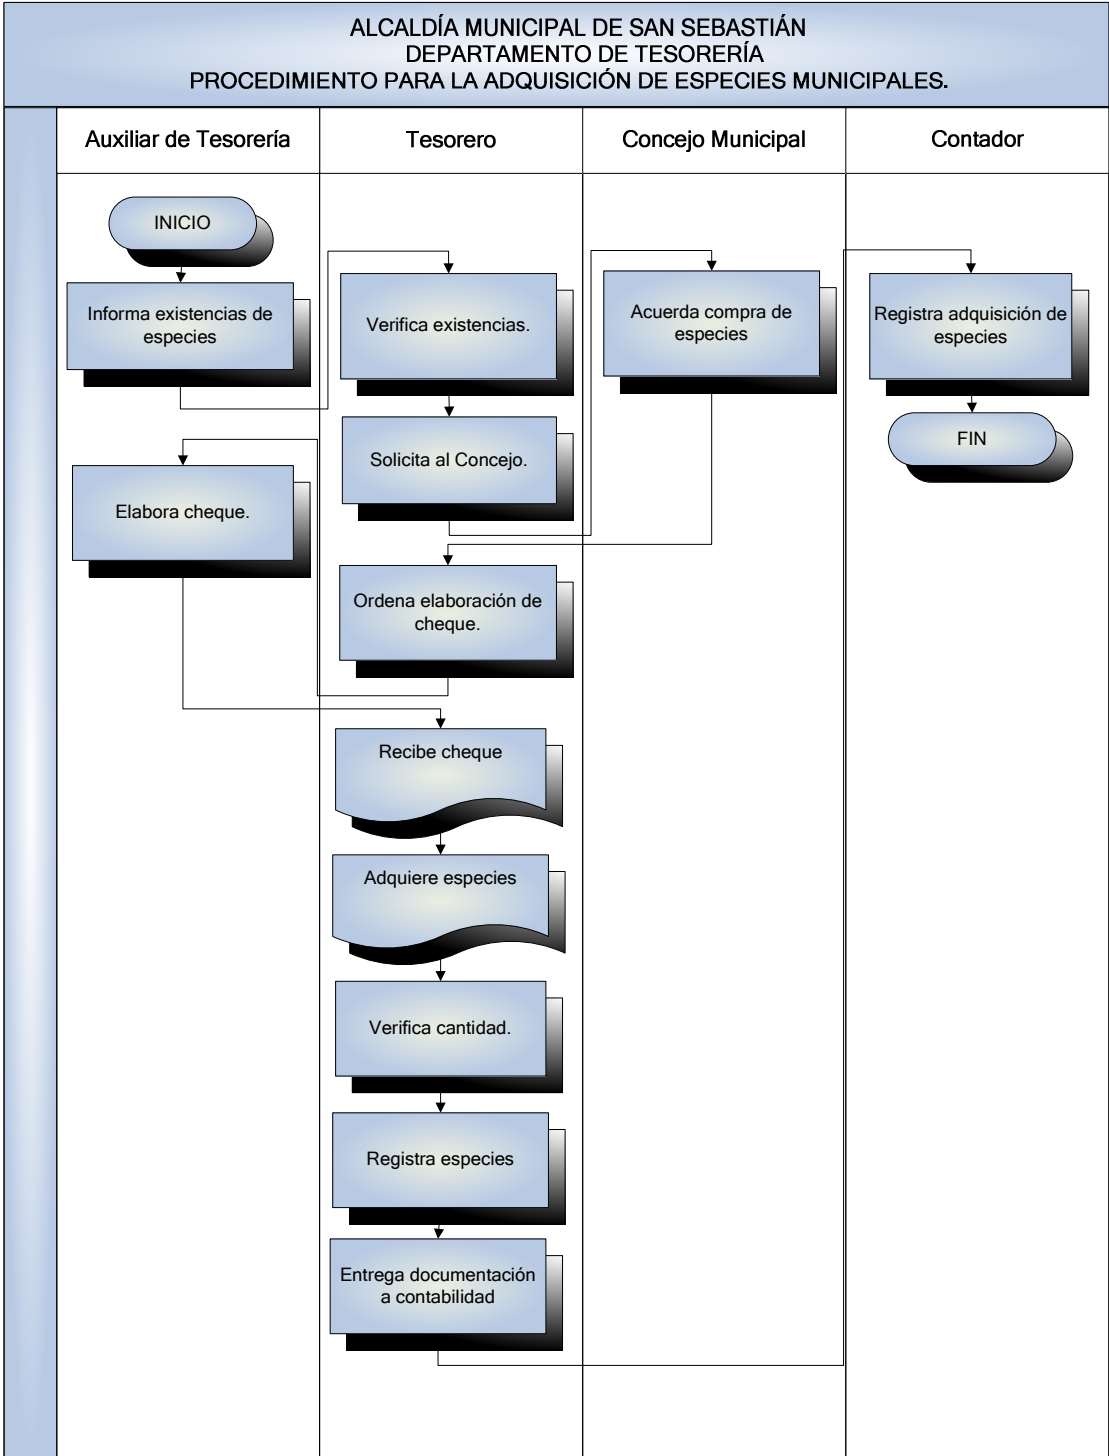 ALCALDÍA MUNICIPAL DE SAN SEBASTIÁN
DEPARTAMENTO DE TESORERÍA
PROCEDIMIENTO PARA LA ADQUISICIÓN DE ESPECIES MUNICIPALES.
Auxiliar de Tesorería
Tesorero
Concejo Municipal
Contador
INICIO
Informa existencias de
especies
Verifica existencias.
Solicita al Concejo.
Acuerda compra de
especies
Ordena elaboración de
cheque.
Elabora cheque.
Recibe cheque
Adquiere especies
Verifica cantidad.
Registra especies
Entrega documentación
a contabilidad
Registra adquisición de
especies
FIN